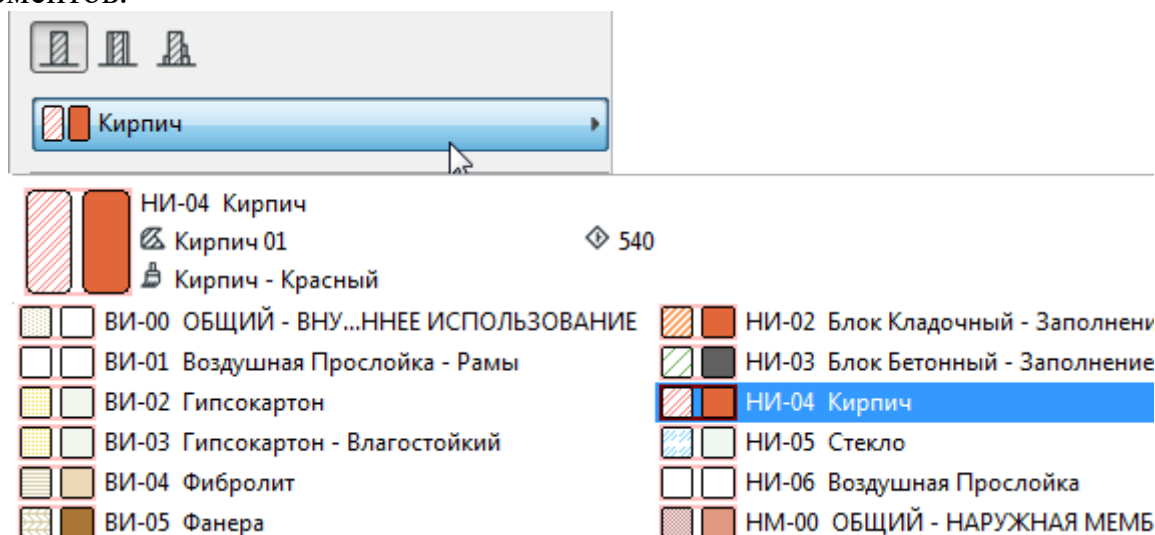 Кирпич
НИ-04 Кирпич
Кирпич 01 540
Кирпич - Красный
ВИ-00 ОБЩИЙ - ВНУ...ННЕЕ ИСПОЛЬЗОВАНИЕ
ВИ-01 Воздушная Прослойка - Рамы
ВИ-02 Гипсокартон
ВИ-03 Гипсокартон - Влагостойкий
ВИ-04 Фибролит
ВИ-05 Фанера
НИ-02 Блок Кладочный - Заполнени
НИ-03 Блок Бетонный - Заполнение
НИ-04 Кирпич
НИ-05 Стекло
НИ-06 Воздушная Прослойка
НМ-00 ОБЩИЙ - НАРУЖНАЯ МЕМБ